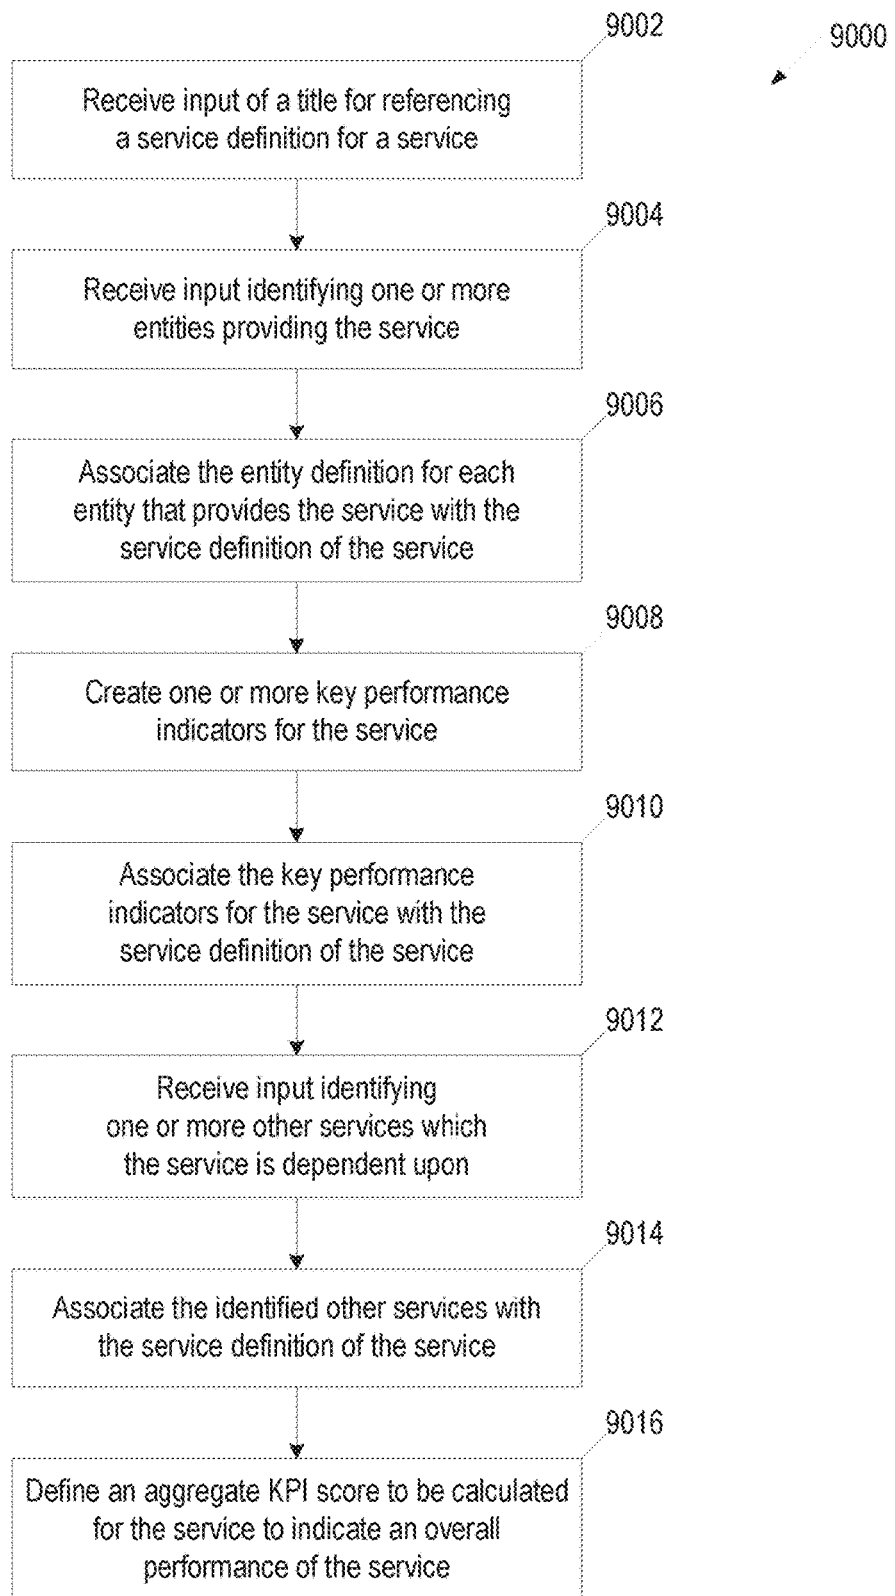 9000
9002
Receive input of a title for referencing
a service definition for a service
9004
Receive input identifying one or more
entities providing the service
9006
Associate the entity definition for each
entity that provides the service with the
service definition of the service
9008
Create one or more key performance
indicators for the service
9010
Associate the key performance
indicators for the service with the
service definition of the service
9012
Receive input identifying
one or more other services which
the service is dependent upon
9014
Associate the identified other services with
the service definition of the service
9016
Define an aggregate KPI score to be calculated
for the service to indicate an overall
performance of the service